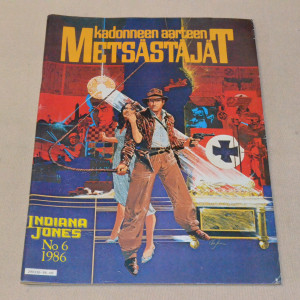 kadonneen aarteen
METSÄSTÄJÄT
INDIANA
JONES
No 6
1986